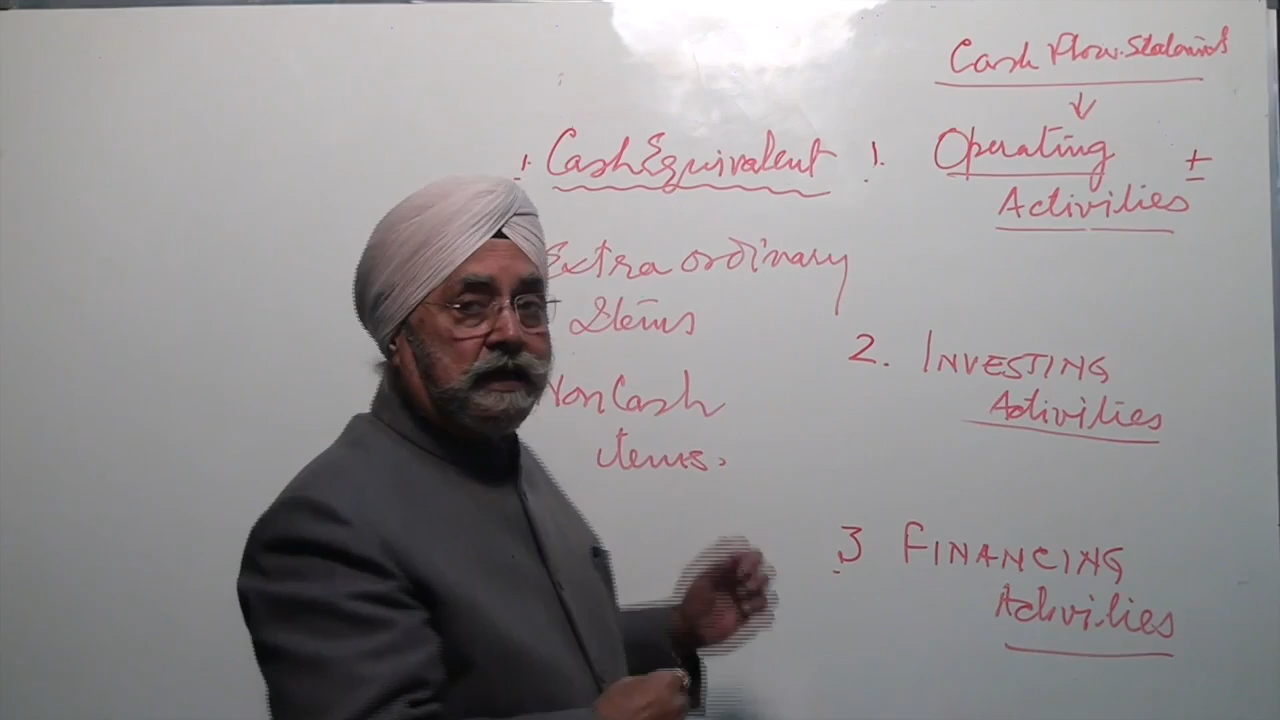 Cash Flow Statements
↓
1. Operating ±
Activities
2. INVESTING
Activities
3 FINANCING
Activities
1. Cash Equivalent
Extra ordinary
Items
Non Cash
items.